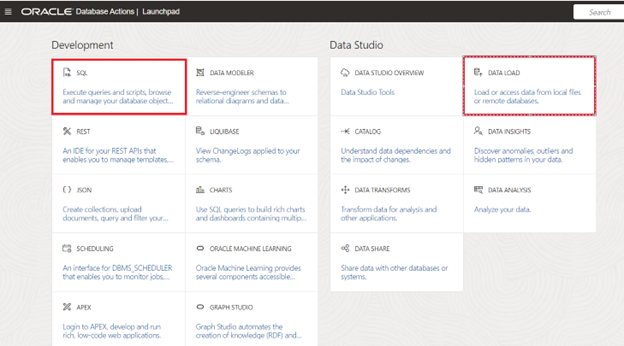 ORACLE Database Actions | Launchpad
Search
Development
SQL
Execute queries and scripts, browse
and manage your database object...
DATA MODELER
Reverse-engineer schemas to
relational diagrams and data...
REST
An IDE for your REST APIs that
enables you to manage templates,...
LIQUIBASE
View ChangeLogs applied to your
schema.
JSON
Create collections, upload
documents, query and filter your...
CHARTS
Use SQL queries to build rich charts
and dashboards containing multip...
SCHEDULING
An interface for DBMS_SCHEDULER
that enables you to monitor jobs,...
ORACLE MACHINE LEARNING
Oracle Machine Learning provides
several components accessible...
APEX
Login to APEX, develop and run
rich, low-code web applications.
GRAPH STUDIO
Graph Studio automates the
creation of knowledge (RDF) and...
Data Studio
DATA STUDIO OVERVIEW
Data Studio Tools
DATA LOAD
Load or access data from local files
or remote databases.
CATALOG
Understand data dependencies and
the impact of changes.
DATA INSIGHTS
Discover anomalies, outliers and
hidden patterns in your data.
DATA TRANSFORMS
Transform data for analysis and
other applications.
DATA ANALYSIS
Analyze your data.
DATA SHARE
Share data with other databases or
systems.